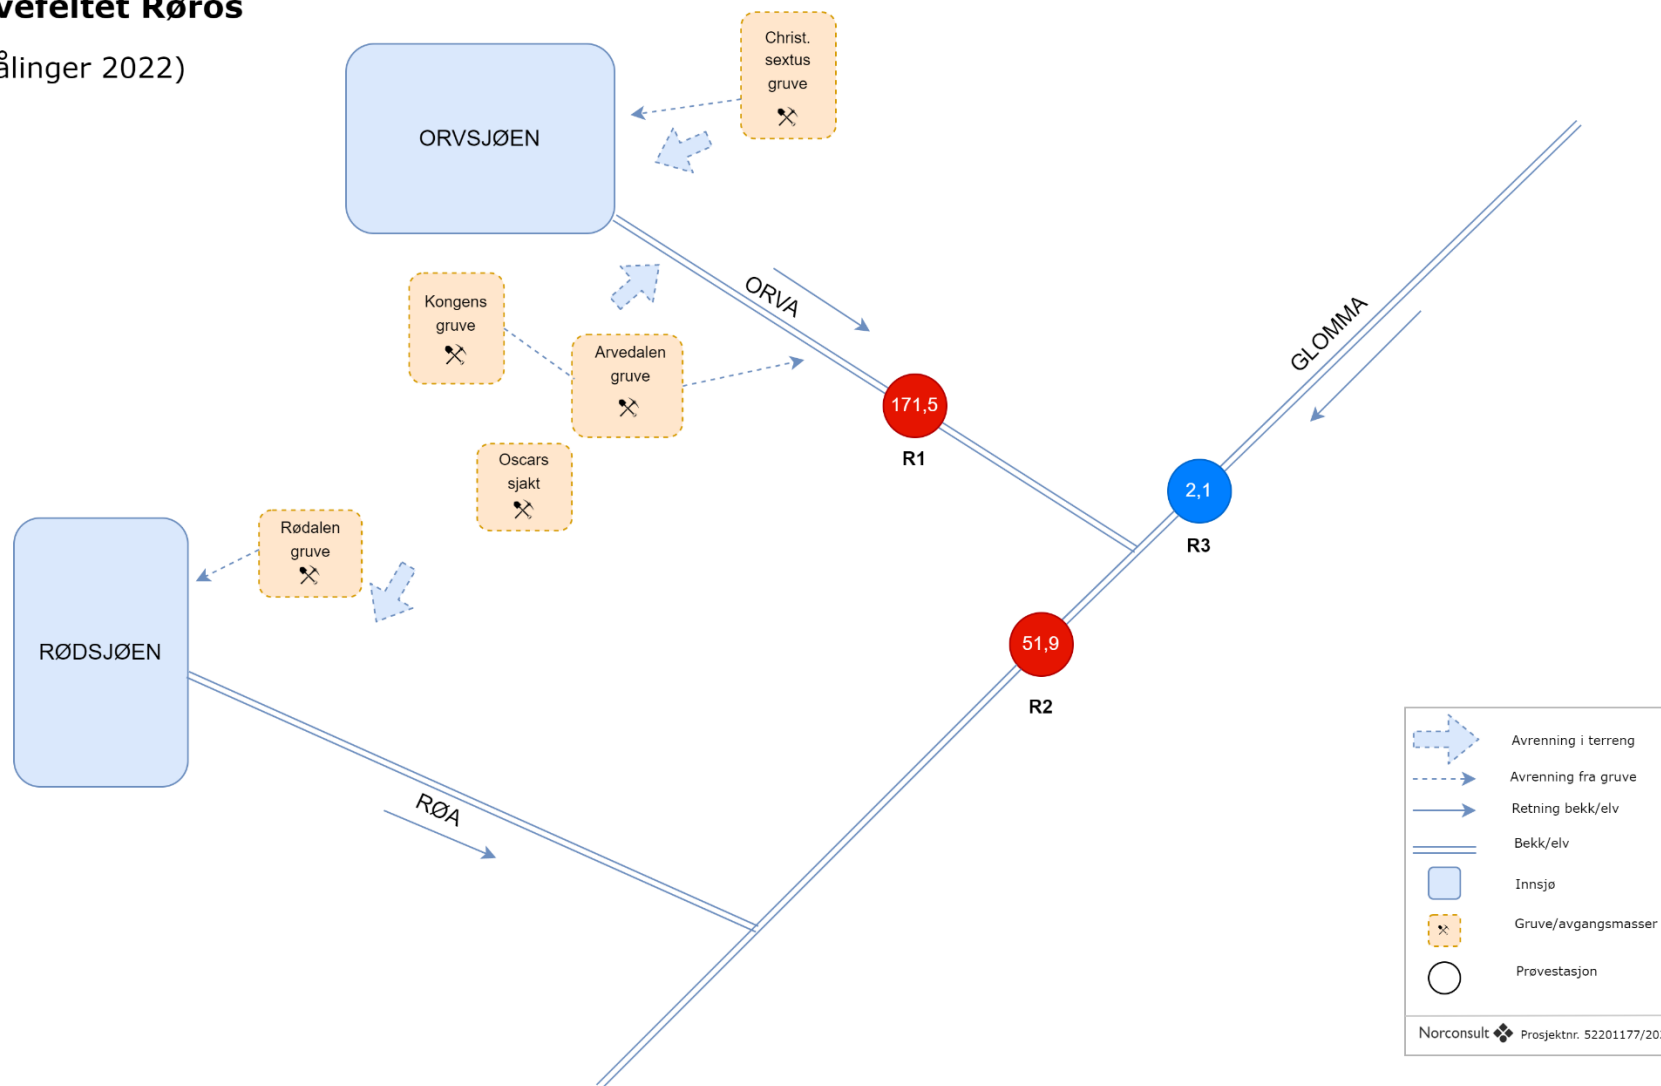 vefeltet Røros
ålinger 2022)
Christ.
sextus
gruve
ORVSJØEN
Kongens
gruve
ORVA
Arvedalen
gruve
GLOMMA
171,5
R1
Oscars
sjakt
2,1
R3
Rødalen
gruve
RØDSJØEN
51,9
R2
RØA
Avrenning i terreng
Avrenning fra gruve
Retning bekk/elv
Bekk/elv
Innsjø
Gruve/avgangsmasser
Prøvestasjon
Norconsult Prosjektnr. 52201177/20